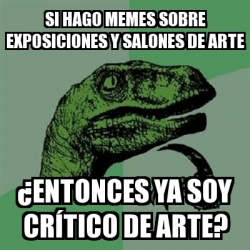 SI HAGO MEMES SOBRE
EXPOSICIONES Y SALONES DE ARTE
¿ENTONCES YA SOY
CRÍTICO DE ARTE?